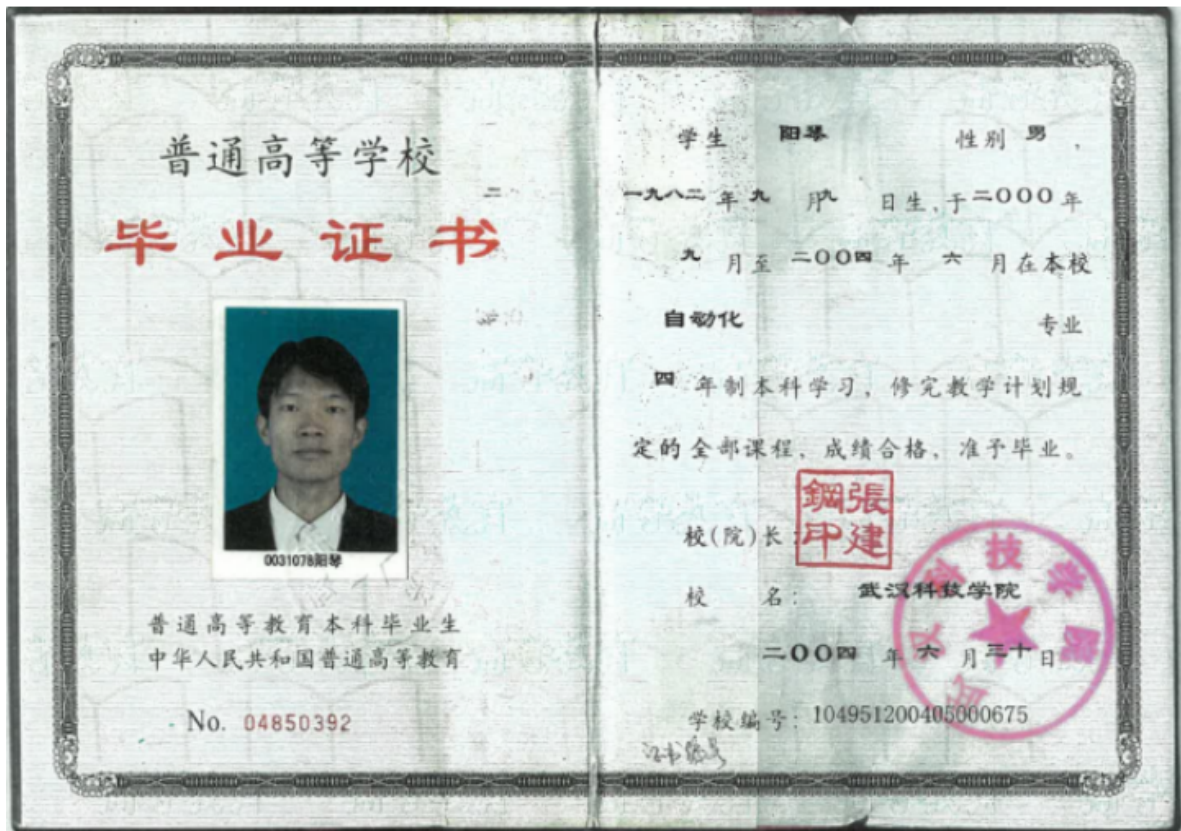 普通高等学校
毕业证书
0031078阳琴
普通高等教育本科毕业生
中华人民共和国普通高等教育
No. 04850392
学生 阳琴 性别 男 ,
一九八二 年 九 月九 日生,于二000年
九 月至 二00四 年 六 月在本校
自动化 专业
四 年制本科学习,修完教学计划规
定的全部课程,成绩合格,准予毕业。
校(院)长:
張建鋼印
校 名: 武汉科技学院
二00四 年 六 月三十日
武汉科技学院
学校编号: 104951200405000675